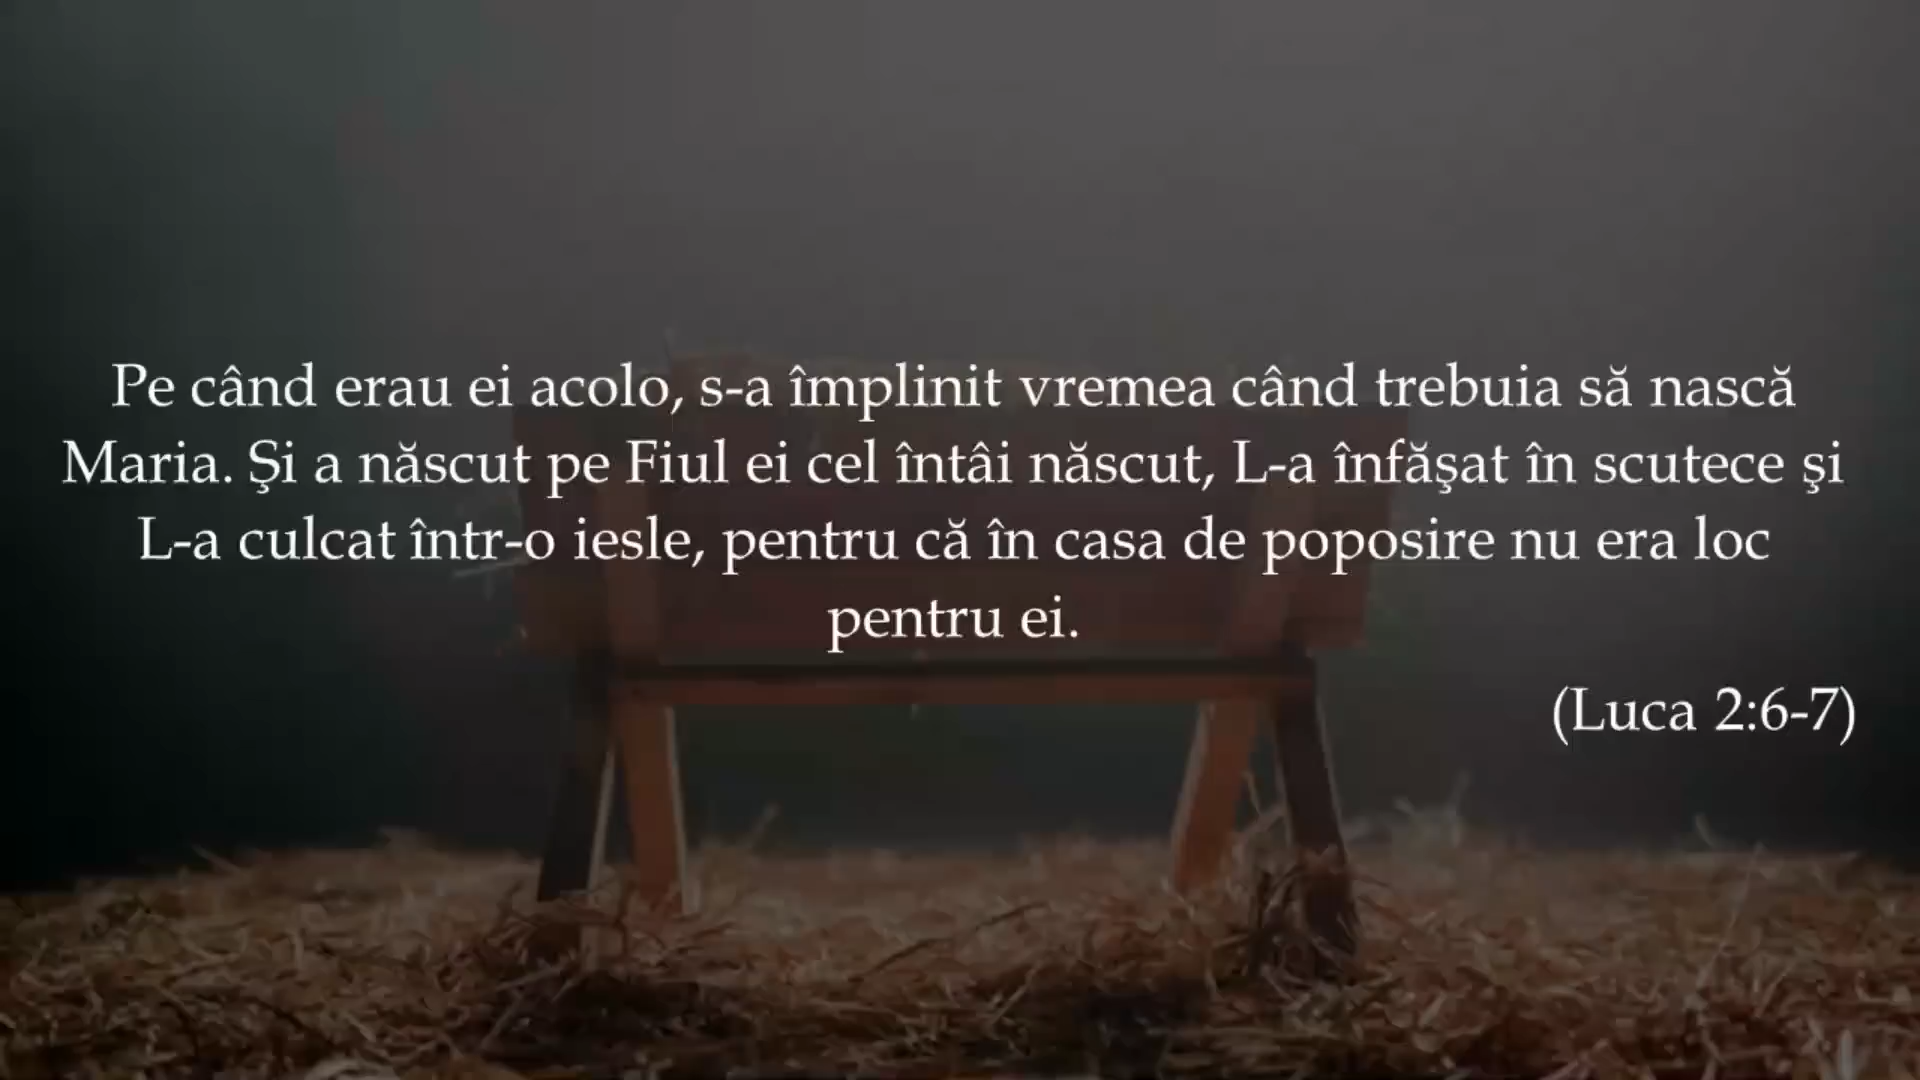 Pe când erau ei acolo, s-a împlinit vremea când trebuia să nască
Maria. Şi a născut pe Fiul ei cel întâi născut, L-a înfăşat în scutece şi
L-a culcat într-o iesle, pentru că în casa de poposire nu era loc
pentru ei.
(Luca 2:6-7)